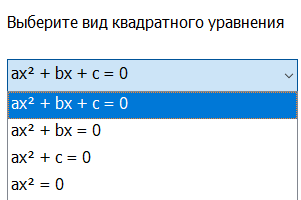 Выберите вид квадратного уравнения
ax² + bx + c = 0
ax² + bx + c = 0
ax² + bx = 0
ax² + c = 0
ax² = 0